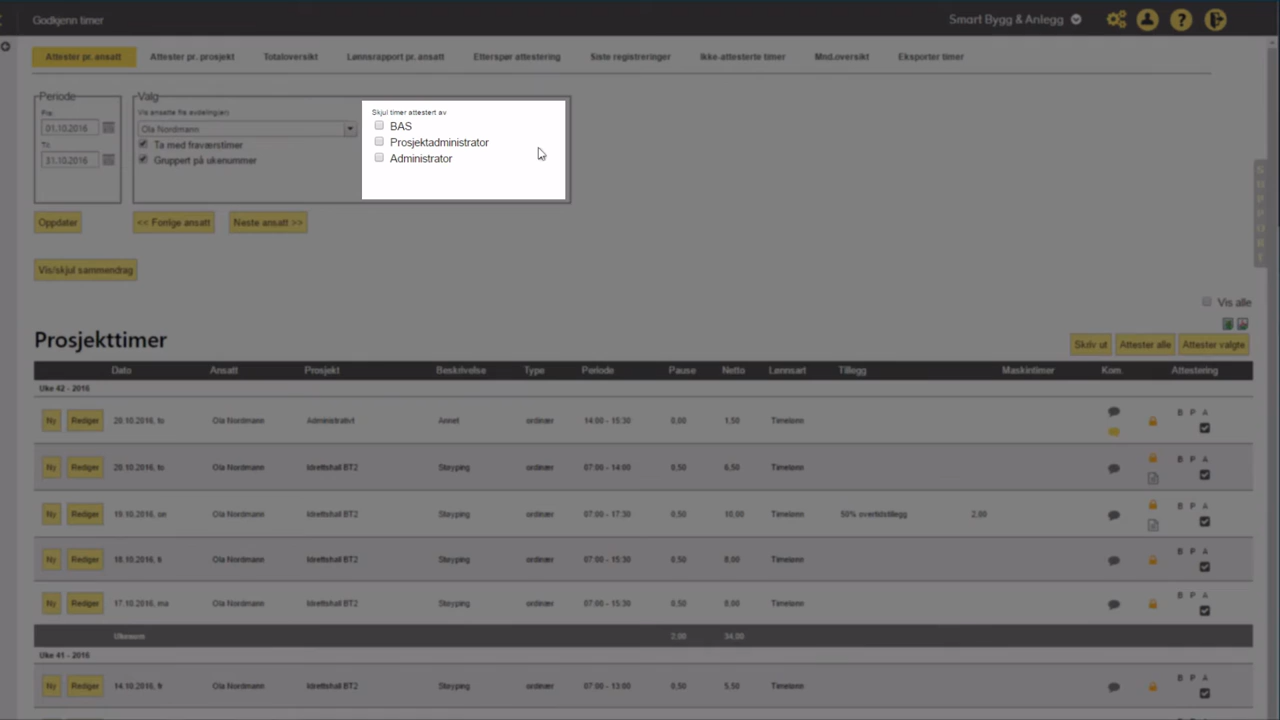 Godkjenn timer
Smart Bygg & Anlegg
Attester pr. ansatt Attester pr. prosjekt Totaloversikt Lønnsrapport pr. ansatt Etterspør attestering Siste registreringer Ikke-attesterte timer Mnd.oversikt Eksporter timer
Periode
Fra:
01.10.2016
Til:
31.10.2016
Valg
Vis ansatte fra avdeling(er)
Ola Nordmann
Ta med fraværstimer
Gruppert på ukenummer
Skjul timer attestert av
BAS
Prosjektadministrator
Administrator
Oppdater << Forrige ansatt Neste ansatt >>
Vis/skjul sammendrag
SUPPORT
Vis alle
Prosjekttimer
Skriv ut Attester alle Attester valgte
Dato Ansatt Prosjekt Beskrivelse Type Periode Pause Netto Lønnsart Tillegg Maskintimer Kom. Attestering
Uke 42 - 2016
Ny Rediger 20.10.2016, to Ola Nordmann Administrativt Annet ordinær 14:00 - 15:30 0,00 1,50 Timelønn B P A
Ny Rediger 20.10.2016, to Ola Nordmann Idrettshall BT2 Støyping ordinær 07:00 - 14:00 0,50 6,50 Timelønn B P A
Ny Rediger 19.10.2016, on Ola Nordmann Idrettshall BT2 Støyping ordinær 07:00 - 17:30 0,50 10,00 Timelønn 50% overtidstillegg 2,00 B P A
Ny Rediger 18.10.2016, ti Ola Nordmann Idrettshall BT2 Støyping ordinær 07:00 - 15:30 0,50 8,00 Timelønn B P A
Ny Rediger 17.10.2016, ma Ola Nordmann Idrettshall BT2 Støyping ordinær 07:00 - 15:30 0,50 8,00 Timelønn B P A
Ukesum 2,00 34,00
Uke 41 - 2016
Ny Rediger 14.10.2016, fr Ola Nordmann Idrettshall BT2 Støyping ordinær 07:00 - 13:00 0,50 5,50 Timelønn B P A